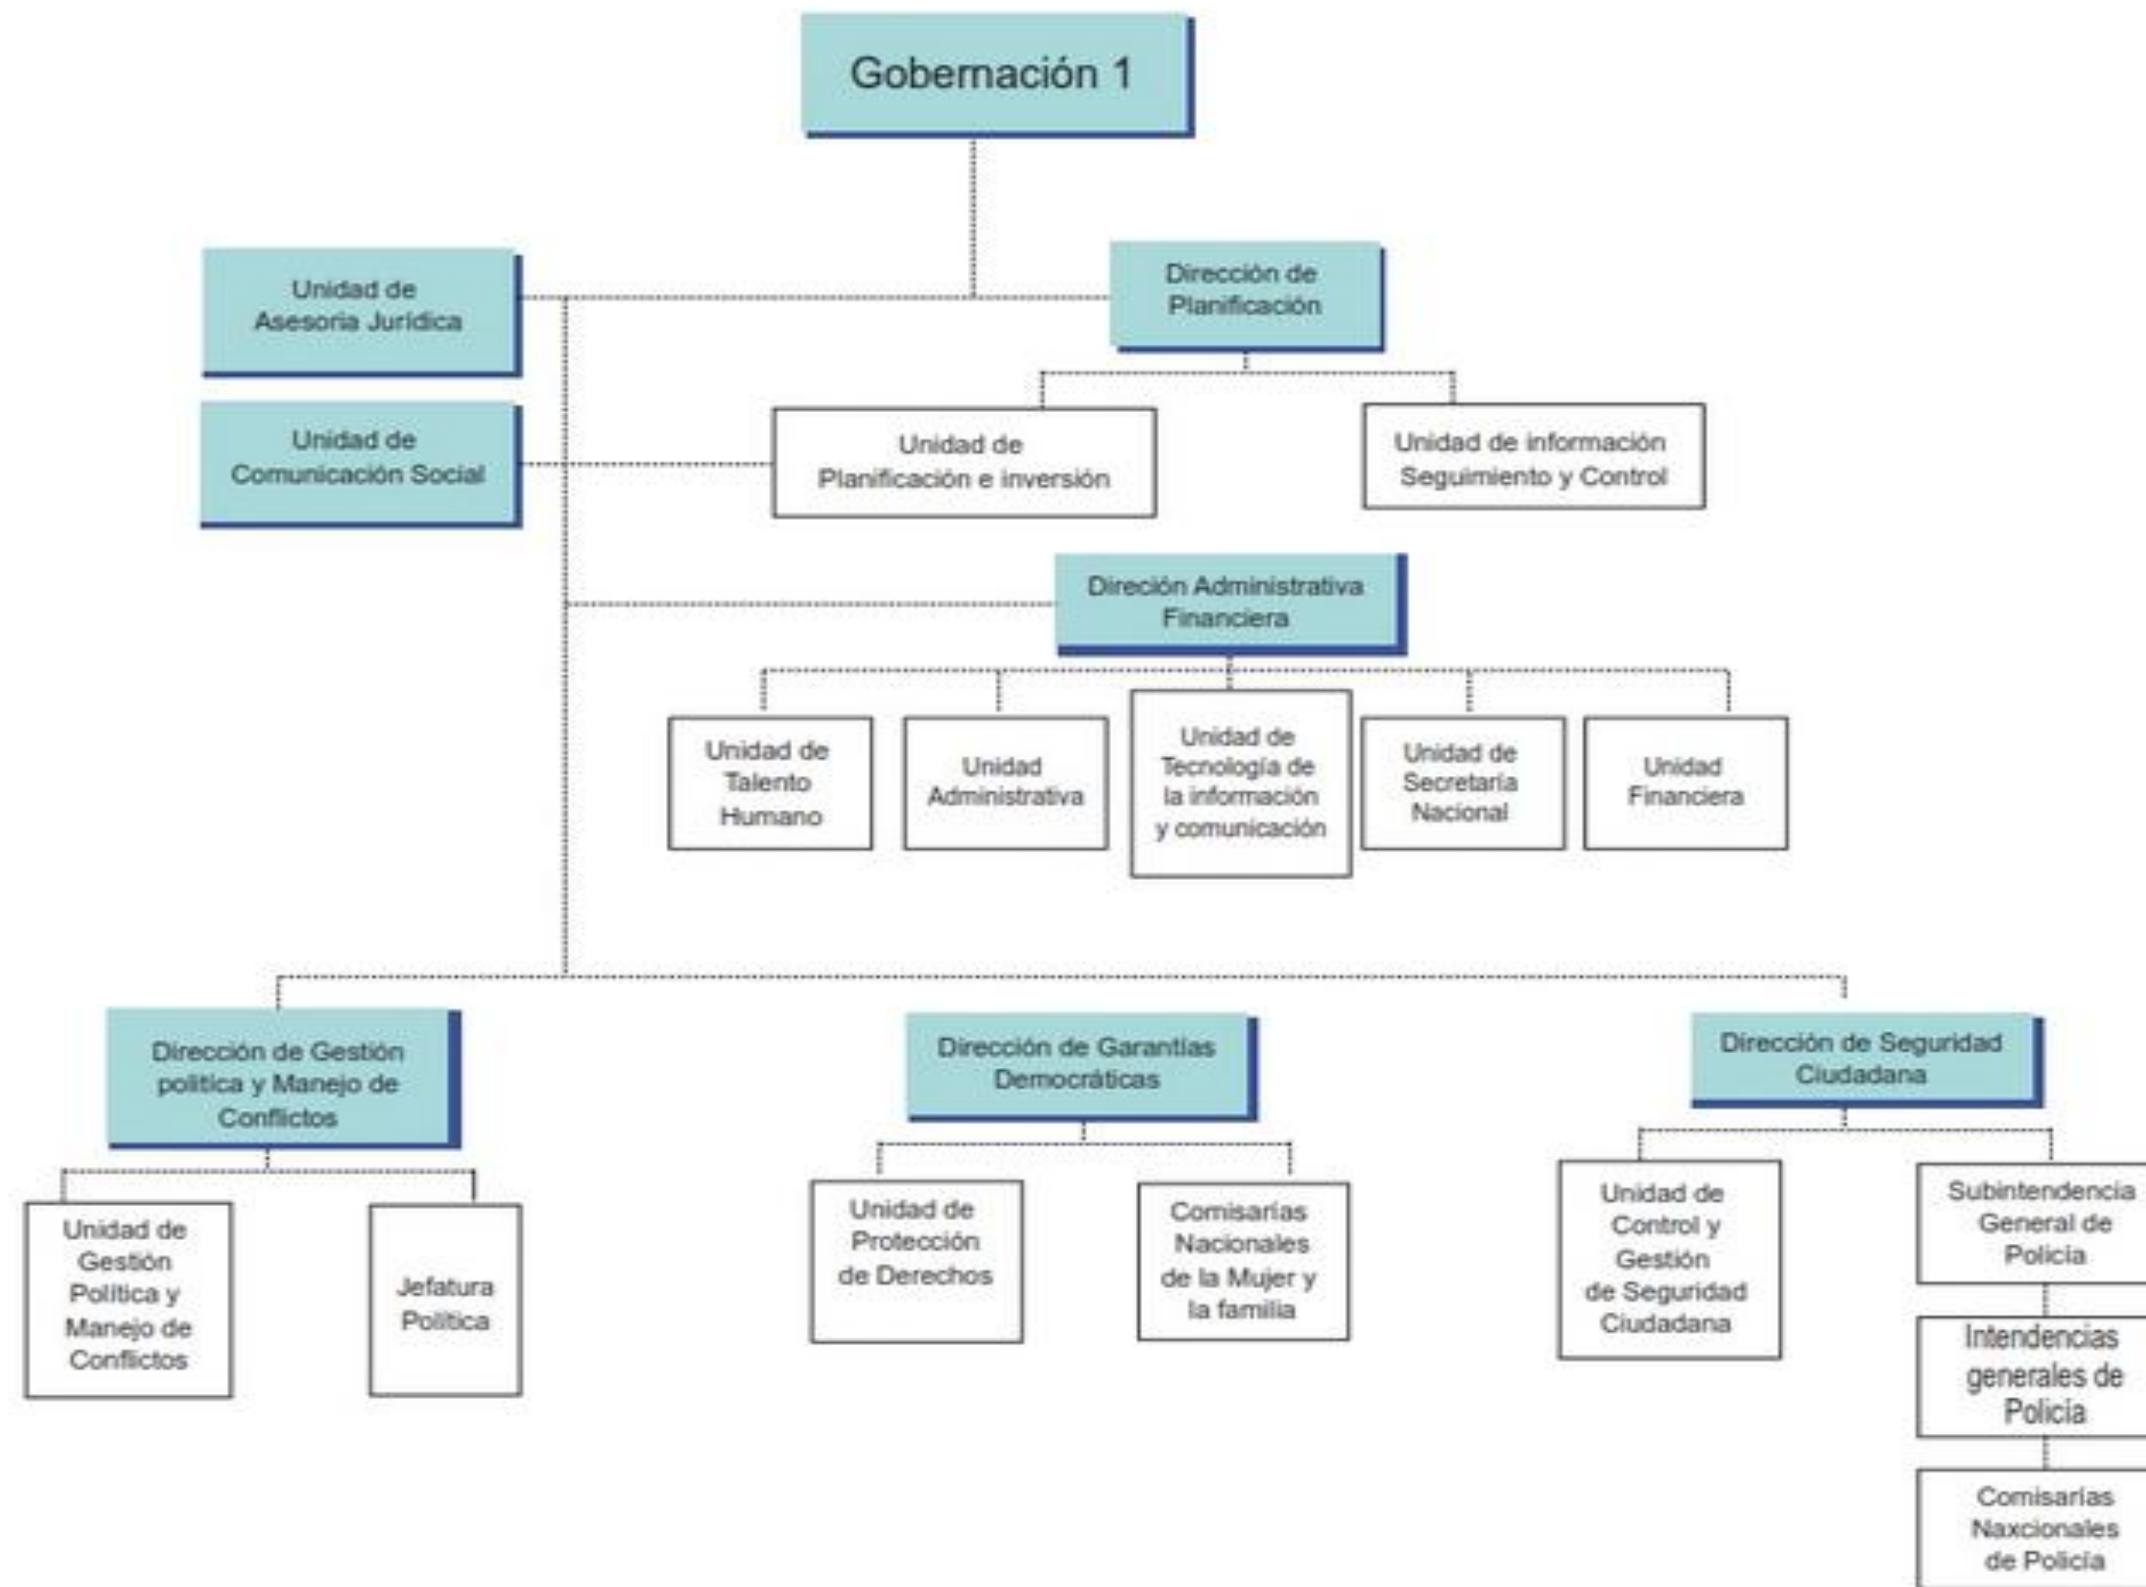 Gobernación 1
Unidad de
Asesoria Jurídica
Dirección de
Planificación
Unidad de
Comunicación Social
Unidad de
Planificación e inversión
Unidad de información
Seguimiento y Control
Direción Administrativa
Financiera
Unidad de
Talento
Humano
Unidad
Administrativa
Unidad de
Tecnología de
la información
y comunicación
Unidad de
Secretaría
Nacional
Unidad
Financiera
Dirección de Gestión
politica y Manejo de
Conflictos
Dirección de Garantías
Democráticas
Dirección de Seguridad
Ciudadana
Unidad de
Gestión
Política y
Manejo de
Conflictos
Jefatura
Política
Unidad de
Protección
de Derechos
Comisarías
Nacionales
de la Mujer y
la familia
Unidad de
Control y
Gestión
de Seguridad
Ciudadana
Subintendencia
General de
Policia
Intendencias
generales de
Policia
Comisarías
Naxcionales
de Policía